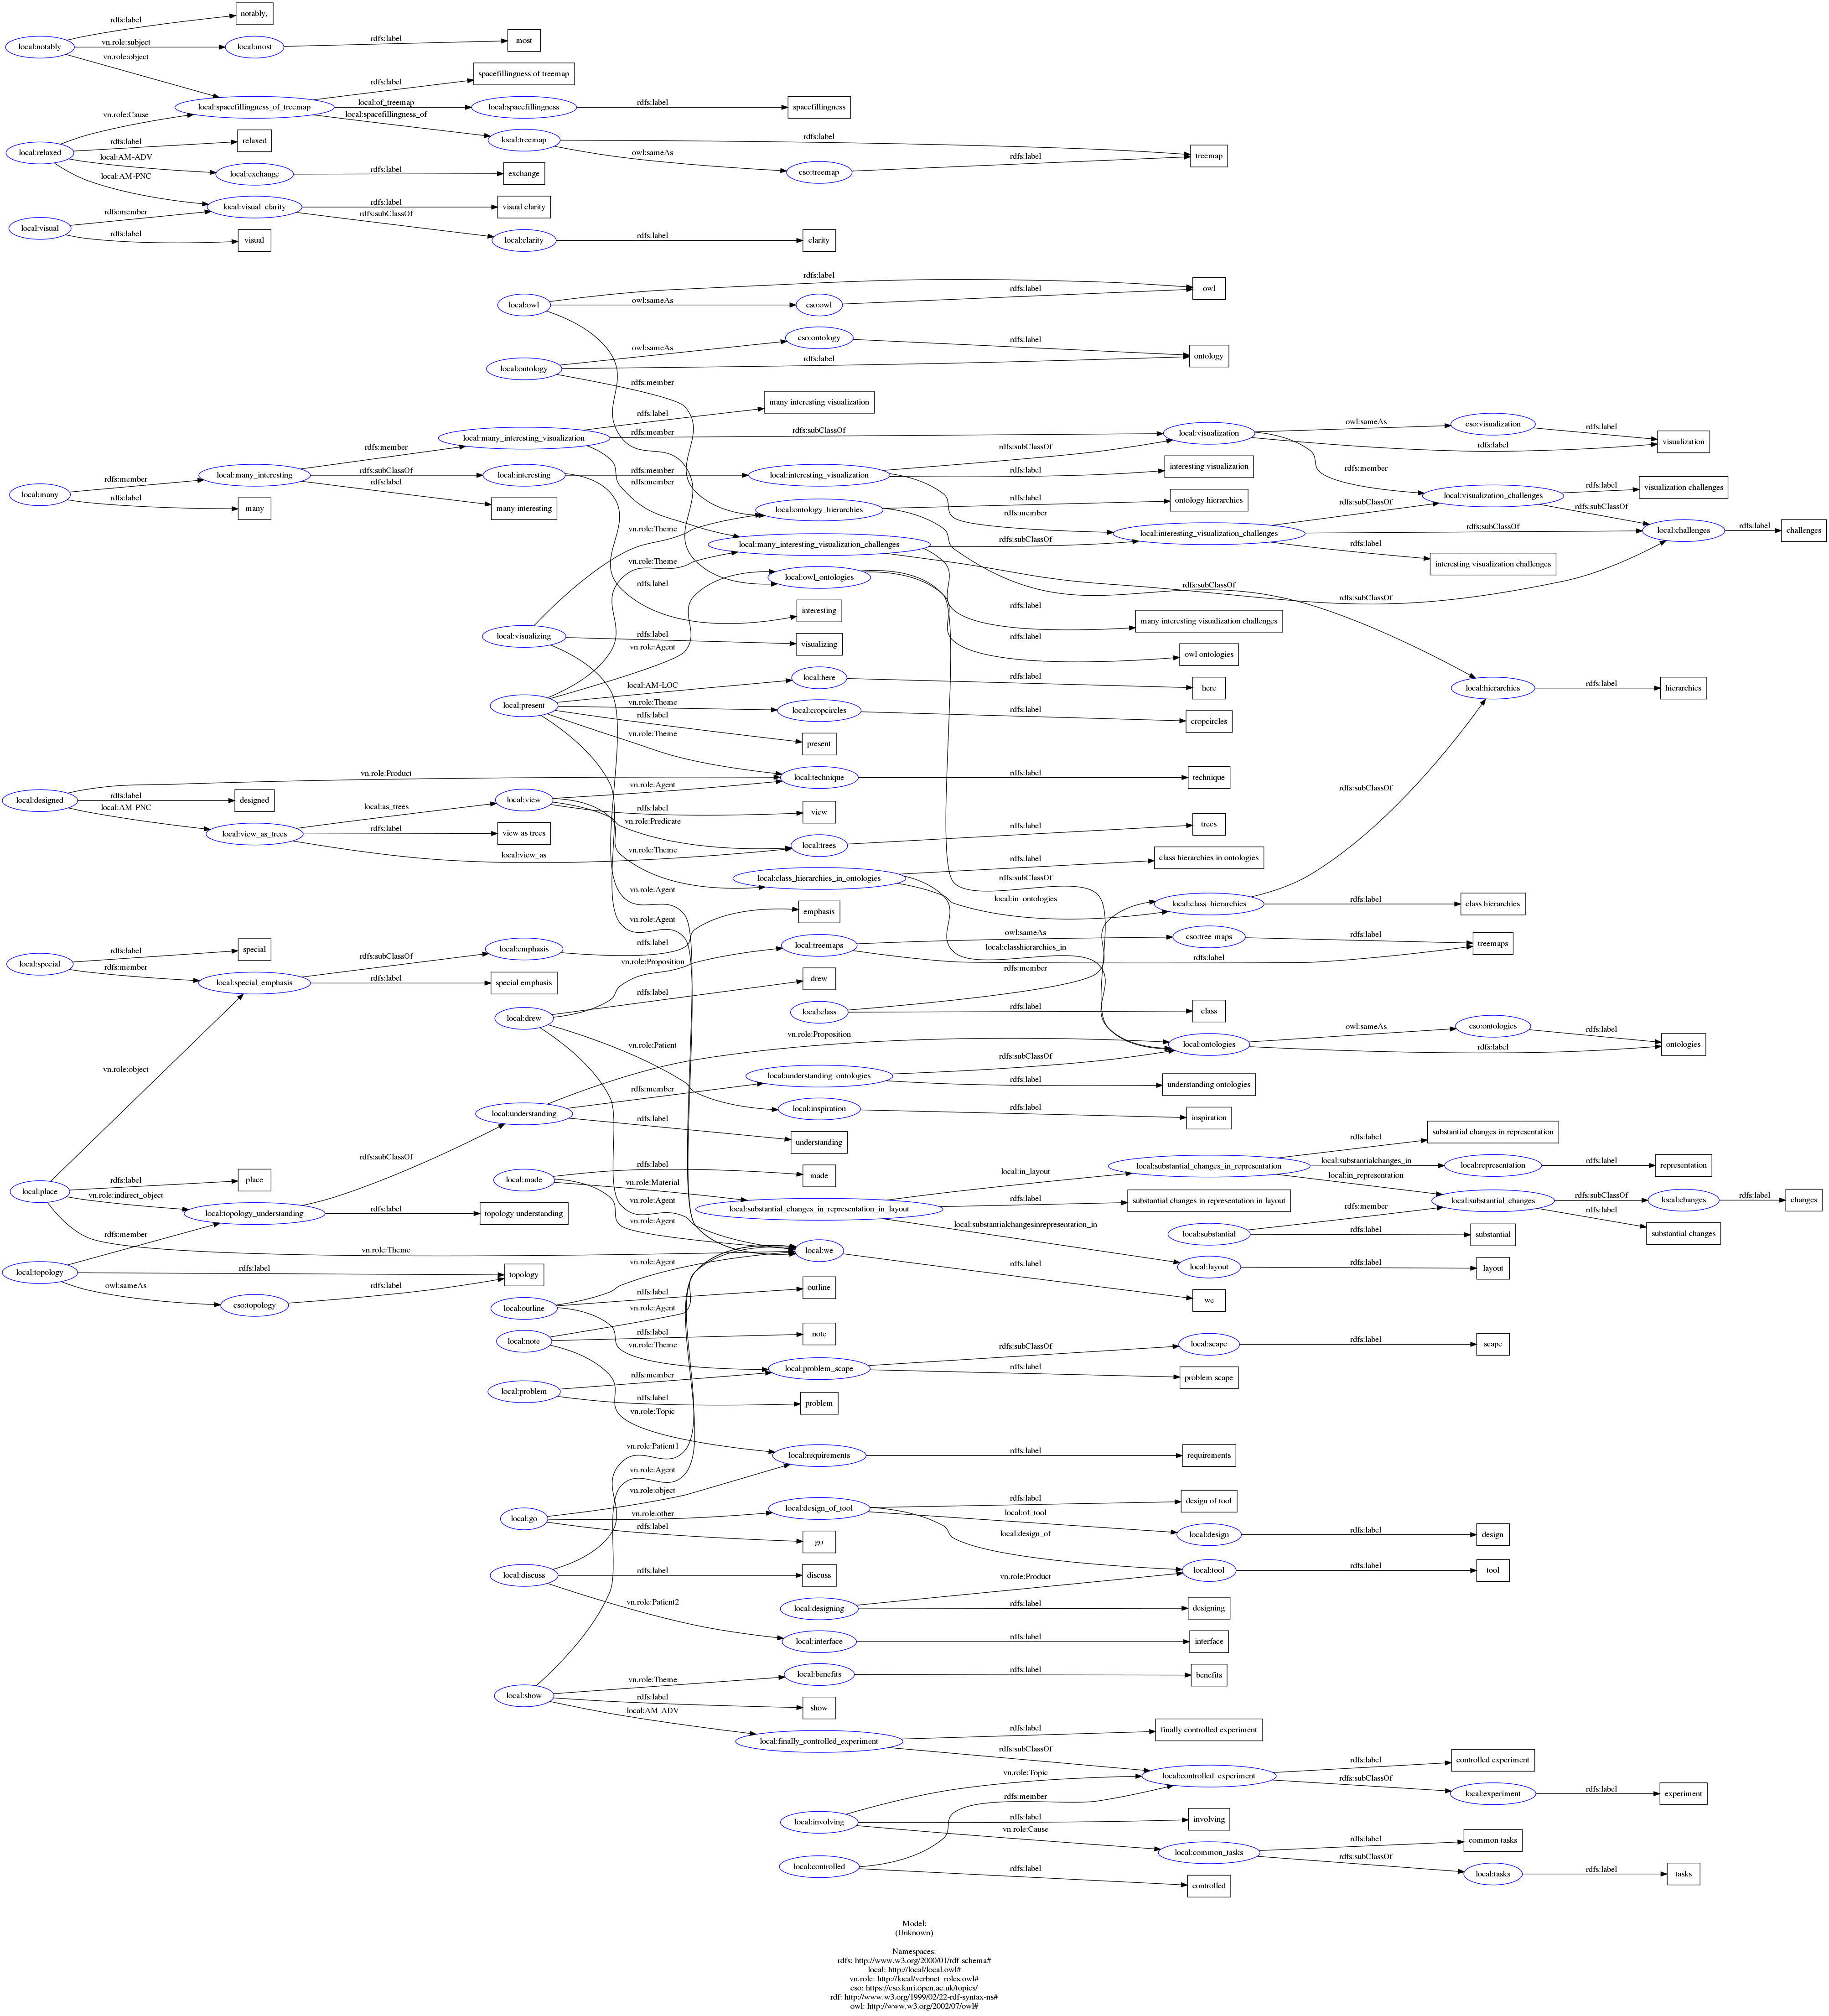 notably,
rdfs:label
local:notably
vn.role:subject
local:most
rdfs:label
most
vn.role:object
spacefillingness of treemap
rdfs:label
local:spacefillingness_of_treemap
local:of_treemap
local:spacefillingness
rdfs:label
spacefillingness
vn.role:Cause
local:spacefillingness_of
local:relaxed
rdfs:label
relaxed
local:treemap
rdfs:label
treemap
owl:sameAs
cso:treemap
rdfs:label
local:AM-ADV
local:exchange
rdfs:label
exchange
local:AM-PNC
local:visual_clarity
rdfs:label
visual clarity
local:visual
rdfs:member
rdfs:subClassOf
rdfs:label
visual
local:clarity
rdfs:label
clarity
local:owl
rdfs:label
owl
owl:sameAs
cso:owl
rdfs:label
local:ontology
owl:sameAs
cso:ontology
rdfs:label
ontology
rdfs:label
rdfs:member
many interesting visualization
rdfs:label
local:many_interesting_visualization
rdfs:member
rdfs:subClassOf
local:visualization
owl:sameAs
cso:visualization
rdfs:label
visualization
rdfs:label
local:many
rdfs:member
local:many_interesting
rdfs:member
rdfs:subClassOf
local:interesting
rdfs:member
rdfs:member
local:interesting_visualization
rdfs:subClassOf
rdfs:label
interesting visualization
rdfs:member
rdfs:label
many
rdfs:label
many interesting
local:ontology_hierarchies
rdfs:label
ontology hierarchies
local:visualization_challenges
rdfs:label
visualization challenges
rdfs:subClassOf
rdfs:member
vn.role:Theme
local:many_interesting_visualization_challenges
rdfs:subClassOf
local:interesting_visualization_challenges
rdfs:subClassOf
rdfs:subClassOf
local:challenges
rdfs:label
challenges
rdfs:label
interesting visualization challenges
vn.role:Theme
local:owl_ontologies
rdfs:subClassOf
rdfs:subClassOf
rdfs:label
interesting
rdfs:label
many interesting visualization challenges
local:visualizing
rdfs:label
visualizing
rdfs:label
owl ontologies
vn.role:Agent
local:present
local:AM-LOC
local:here
rdfs:label
here
local:hierarchies
rdfs:label
hierarchies
vn.role:Theme
local:cropcircles
rdfs:label
cropcircles
rdfs:label
present
vn.role:Theme
local:technique
rdfs:label
technique
vn.role:Product
local:designed
rdfs:label
designed
local:AM-PNC
local:view_as_trees
local:as_trees
local:view
vn.role:Agent
rdfs:label
view
vn.role:Predicate
rdfs:label
view as trees
local:view_as
local:trees
rdfs:label
trees
rdfs:subClassOf
vn.role:Theme
local:class_hierarchies_in_ontologies
rdfs:label
class hierarchies in ontologies
rdfs:subClassOf
local:in_ontologies
local:class_hierarchies
rdfs:label
class hierarchies
vn.role:Agent
emphasis
vn.role:Agent
local:special
rdfs:label
special
rdfs:member
local:special_emphasis
rdfs:subClassOf
local:emphasis
rdfs:label
rdfs:label
special emphasis
vn.role:Proposition
local:treemaps
owl:sameAs
cso:tree-maps
rdfs:label
treemaps
rdfs:label
local:classhierarchies_in
rdfs:member
local:drew
rdfs:label
drew
local:class
rdfs:label
class
vn.role:Patient
vn.role:Proposition
local:ontologies
owl:sameAs
cso:ontologies
rdfs:label
ontologies
rdfs:label
vn.role:object
local:understanding
rdfs:member
local:understanding_ontologies
rdfs:subClassOf
rdfs:label
understanding ontologies
local:inspiration
rdfs:label
inspiration
rdfs:label
understanding
rdfs:subClassOf
local:place
rdfs:label
place
vn.role:indirect_object
local:topology_understanding
rdfs:label
topology understanding
local:made
rdfs:label
made
vn.role:Material
vn.role:Agent
vn.role:Agent
local:substantial_changes_in_representation_in_layout
local:in_layout
local:substantial_changes_in_representation
rdfs:label
substantial changes in representation
local:substantialchanges_in
local:representation
rdfs:label
representation
local:in_representation
rdfs:label
substantial changes in representation in layout
local:substantial_changes
rdfs:subClassOf
local:changes
rdfs:label
changes
rdfs:label
substantial changes
local:substantialchangesinrepresentation_in
local:substantial
rdfs:member
rdfs:label
substantial
rdfs:member
vn.role:Theme
local:we
rdfs:label
we
local:layout
rdfs:label
layout
local:topology
rdfs:label
topology
owl:sameAs
cso:topology
rdfs:label
local:outline
vn.role:Agent
rdfs:label
outline
vn.role:Agent
local:note
rdfs:label
note
vn.role:Theme
local:problem_scape
rdfs:subClassOf
local:scape
rdfs:label
scape
rdfs:label
problem scape
local:problem
rdfs:member
rdfs:label
problem
vn.role:Topic
local:requirements
rdfs:label
requirements
vn.role:Patient1
vn.role:Agent
vn.role:object
local:go
vn.role:other
local:design_of_tool
rdfs:label
design of tool
local:of_tool
local:design
rdfs:label
design
rdfs:label
go
local:design_of
local:discuss
rdfs:label
discuss
local:tool
rdfs:label
tool
vn.role:Product
vn.role:Patient2
local:designing
rdfs:label
designing
local:interface
rdfs:label
interface
local:show
vn.role:Theme
local:benefits
rdfs:label
benefits
rdfs:label
show
local:AM-ADV
local:finally_controlled_experiment
rdfs:label
finally controlled experiment
rdfs:subClassOf
vn.role:Topic
local:controlled_experiment
rdfs:label
controlled experiment
rdfs:subClassOf
local:experiment
rdfs:label
experiment
rdfs:member
local:involving
rdfs:label
involving
vn.role:Cause
local:common_tasks
rdfs:label
common tasks
rdfs:subClassOf
local:tasks
rdfs:label
tasks
local:controlled
rdfs:label
controlled
Model:
(Unknown)
Namespaces:
rdfs: http://www.w3.org/2000/01/rdf-schema#
local: http://local/local.owl#
vn.role: http://local/verbnet_roles.owl#
cso: https://cso.kmi.open.ac.uk/topics/
rdf: http://www.w3.org/1999/02/22-rdf-syntax-ns#
owl: http://www.w3.org/2002/07/owl#